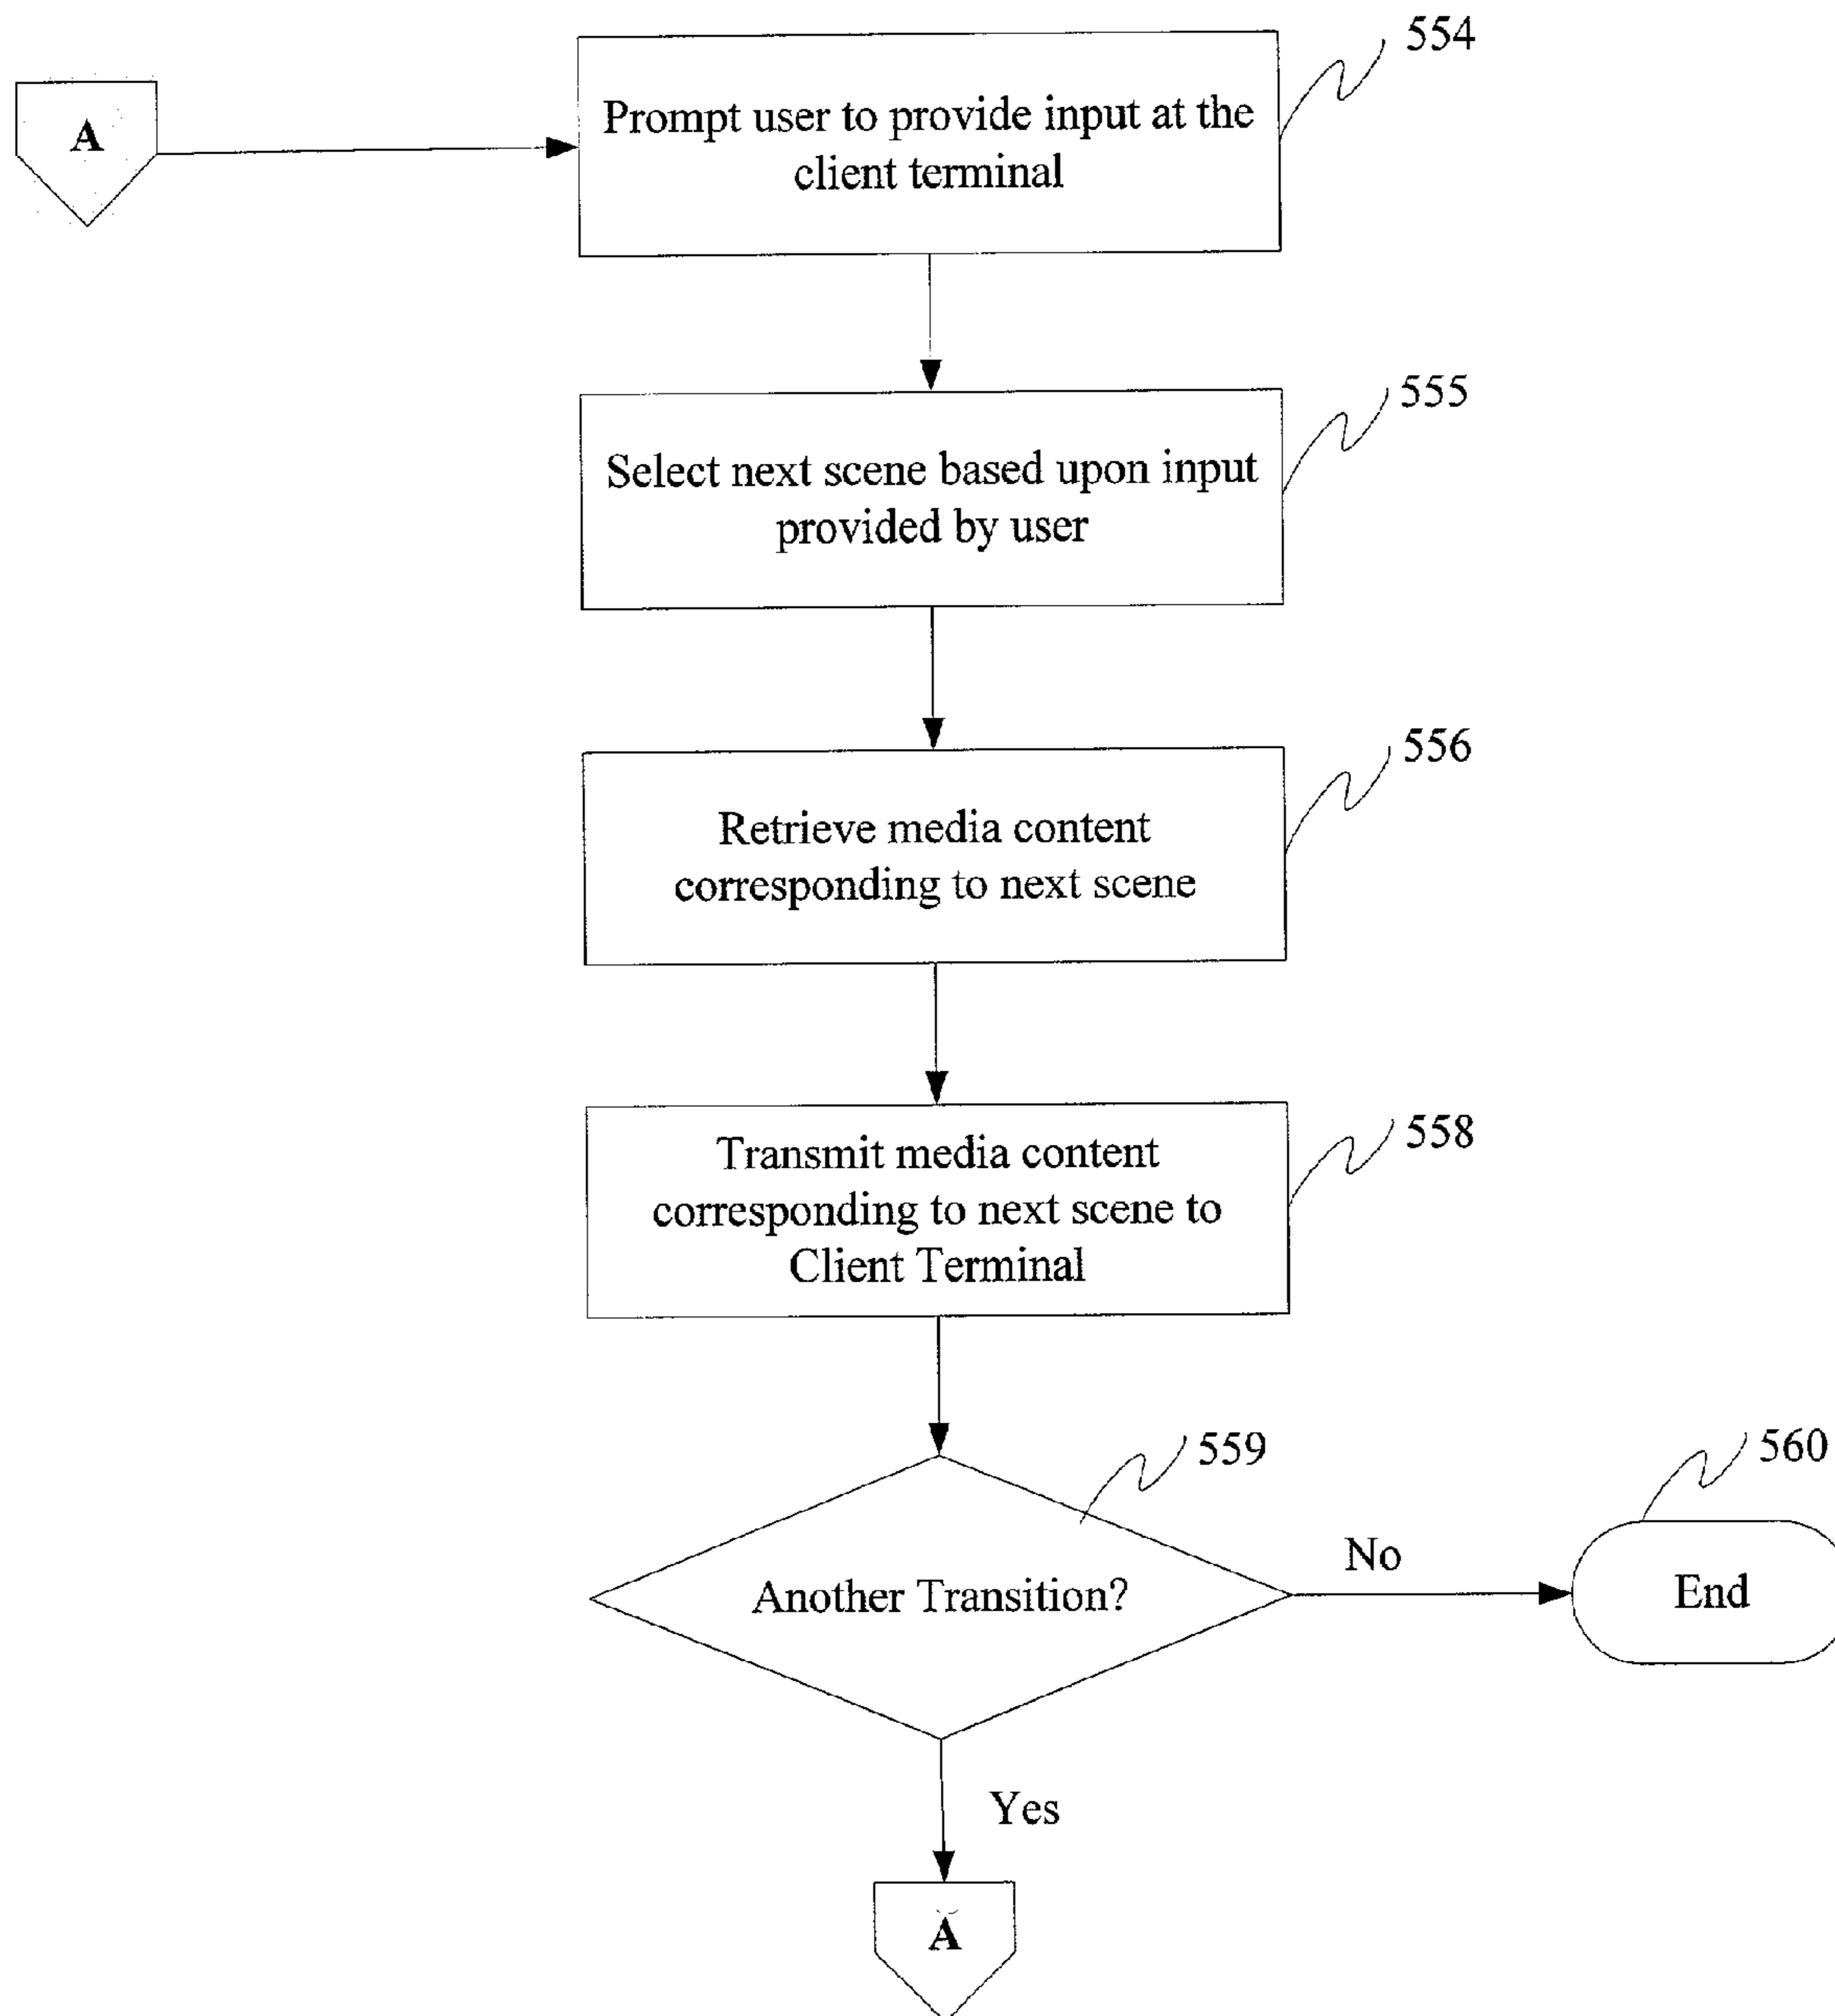 554
A
Prompt user to provide input at the
client terminal
555
Select next scene based upon input
provided by user
556
Retrieve media content
corresponding to next scene
558
Transmit media content
corresponding to next scene to
Client Terminal
559
560
No
Another Transition?
End
Yes
A